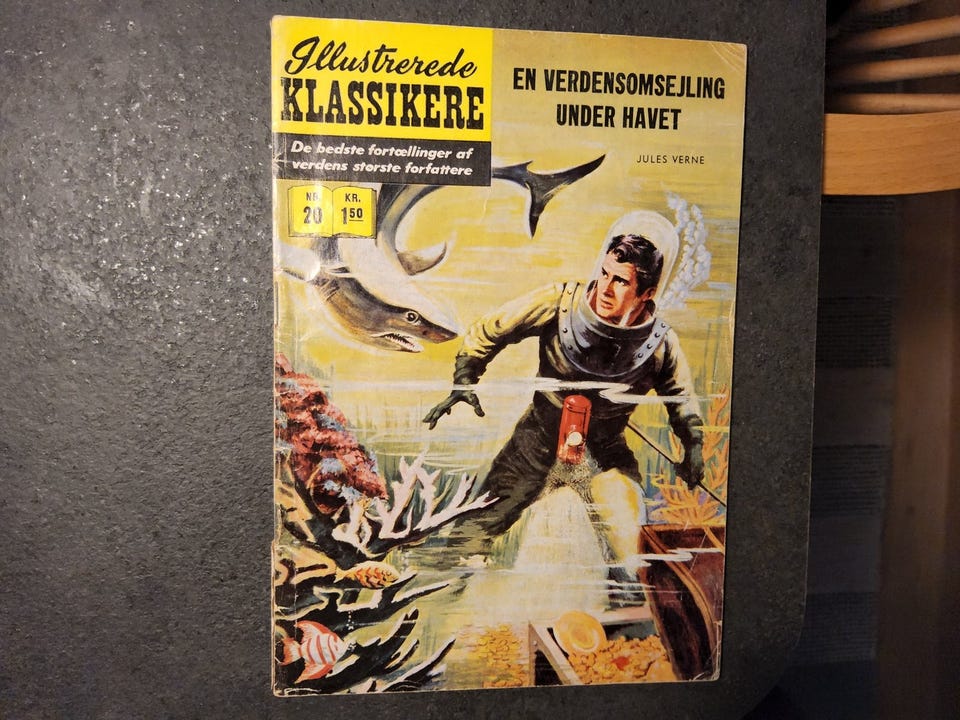 Illustrerede
KLASSIKERE
De bedste fortællinger af
verdens største forfattere
NR. KR.
20 1.50
EN VERDENSOMSEJLING
UNDER HAVET
JULES VERNE